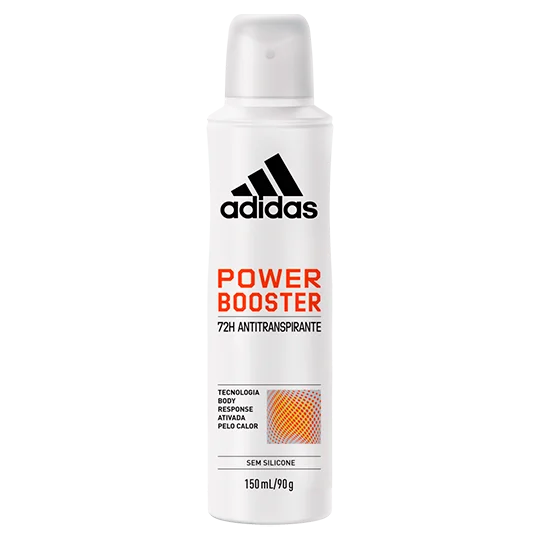 adidas
POWER
BOOSTER
72H ANTITRANSPIRANTE
TECNOLOGIA
BODY
RESPONSE
ATIVADA
PELO CALOR
SEM SILICONE
150 mL/90 g